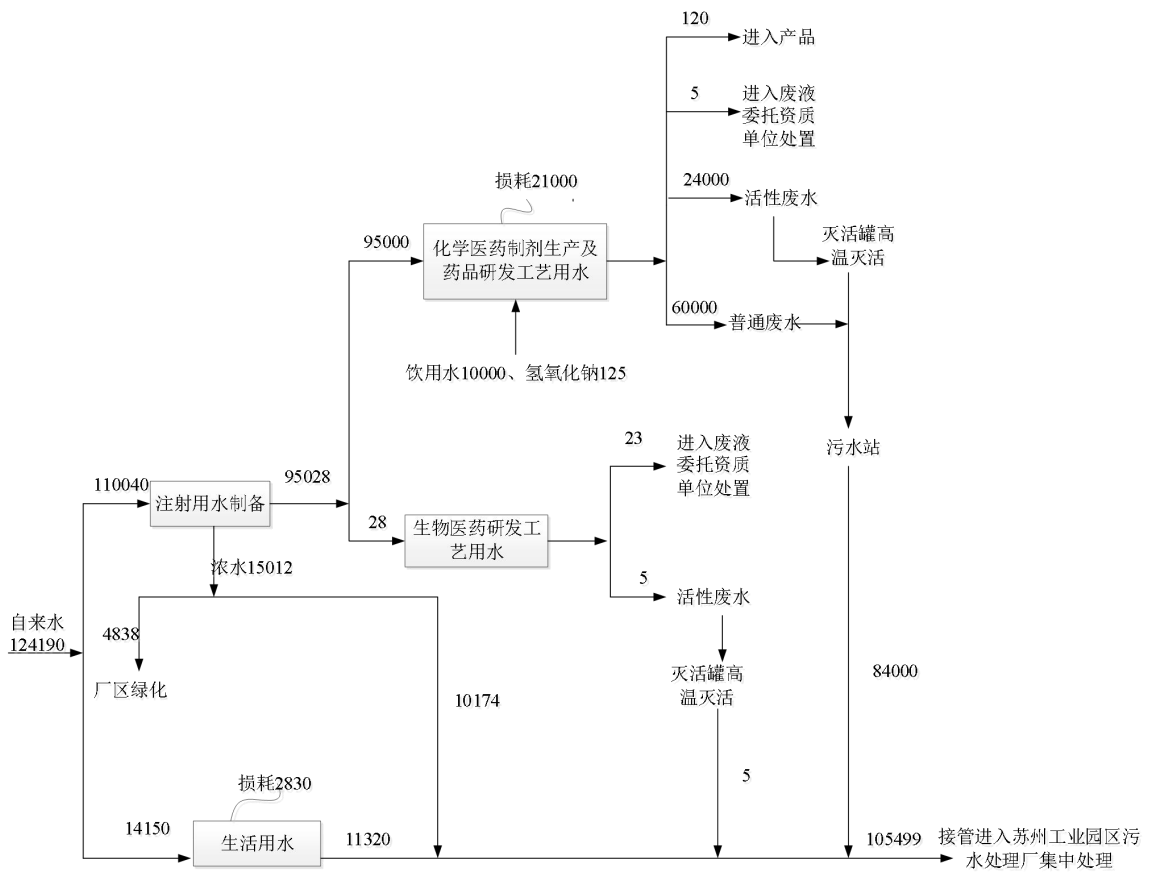 120
进入产品
5
进入废液
委托资质
单位处置
24000
活性废水
灭活罐高
温灭活
损耗21000
95000
化学医药制剂生产及
药品研发工艺用水
60000
普通废水
饮用水10000、氢氧化钠125
污水站
23
进入废液
委托资质
单位处置
110040
注射用水制备
95028
28
生物医药研发工
艺用水
浓水15012
5
活性废水
自来水
124190
4838
厂区绿化
灭活罐高
温灭活
84000
10174
5
损耗2830
14150
生活用水
11320
105499
接管进入苏州工业园区污
水处理厂集中处理